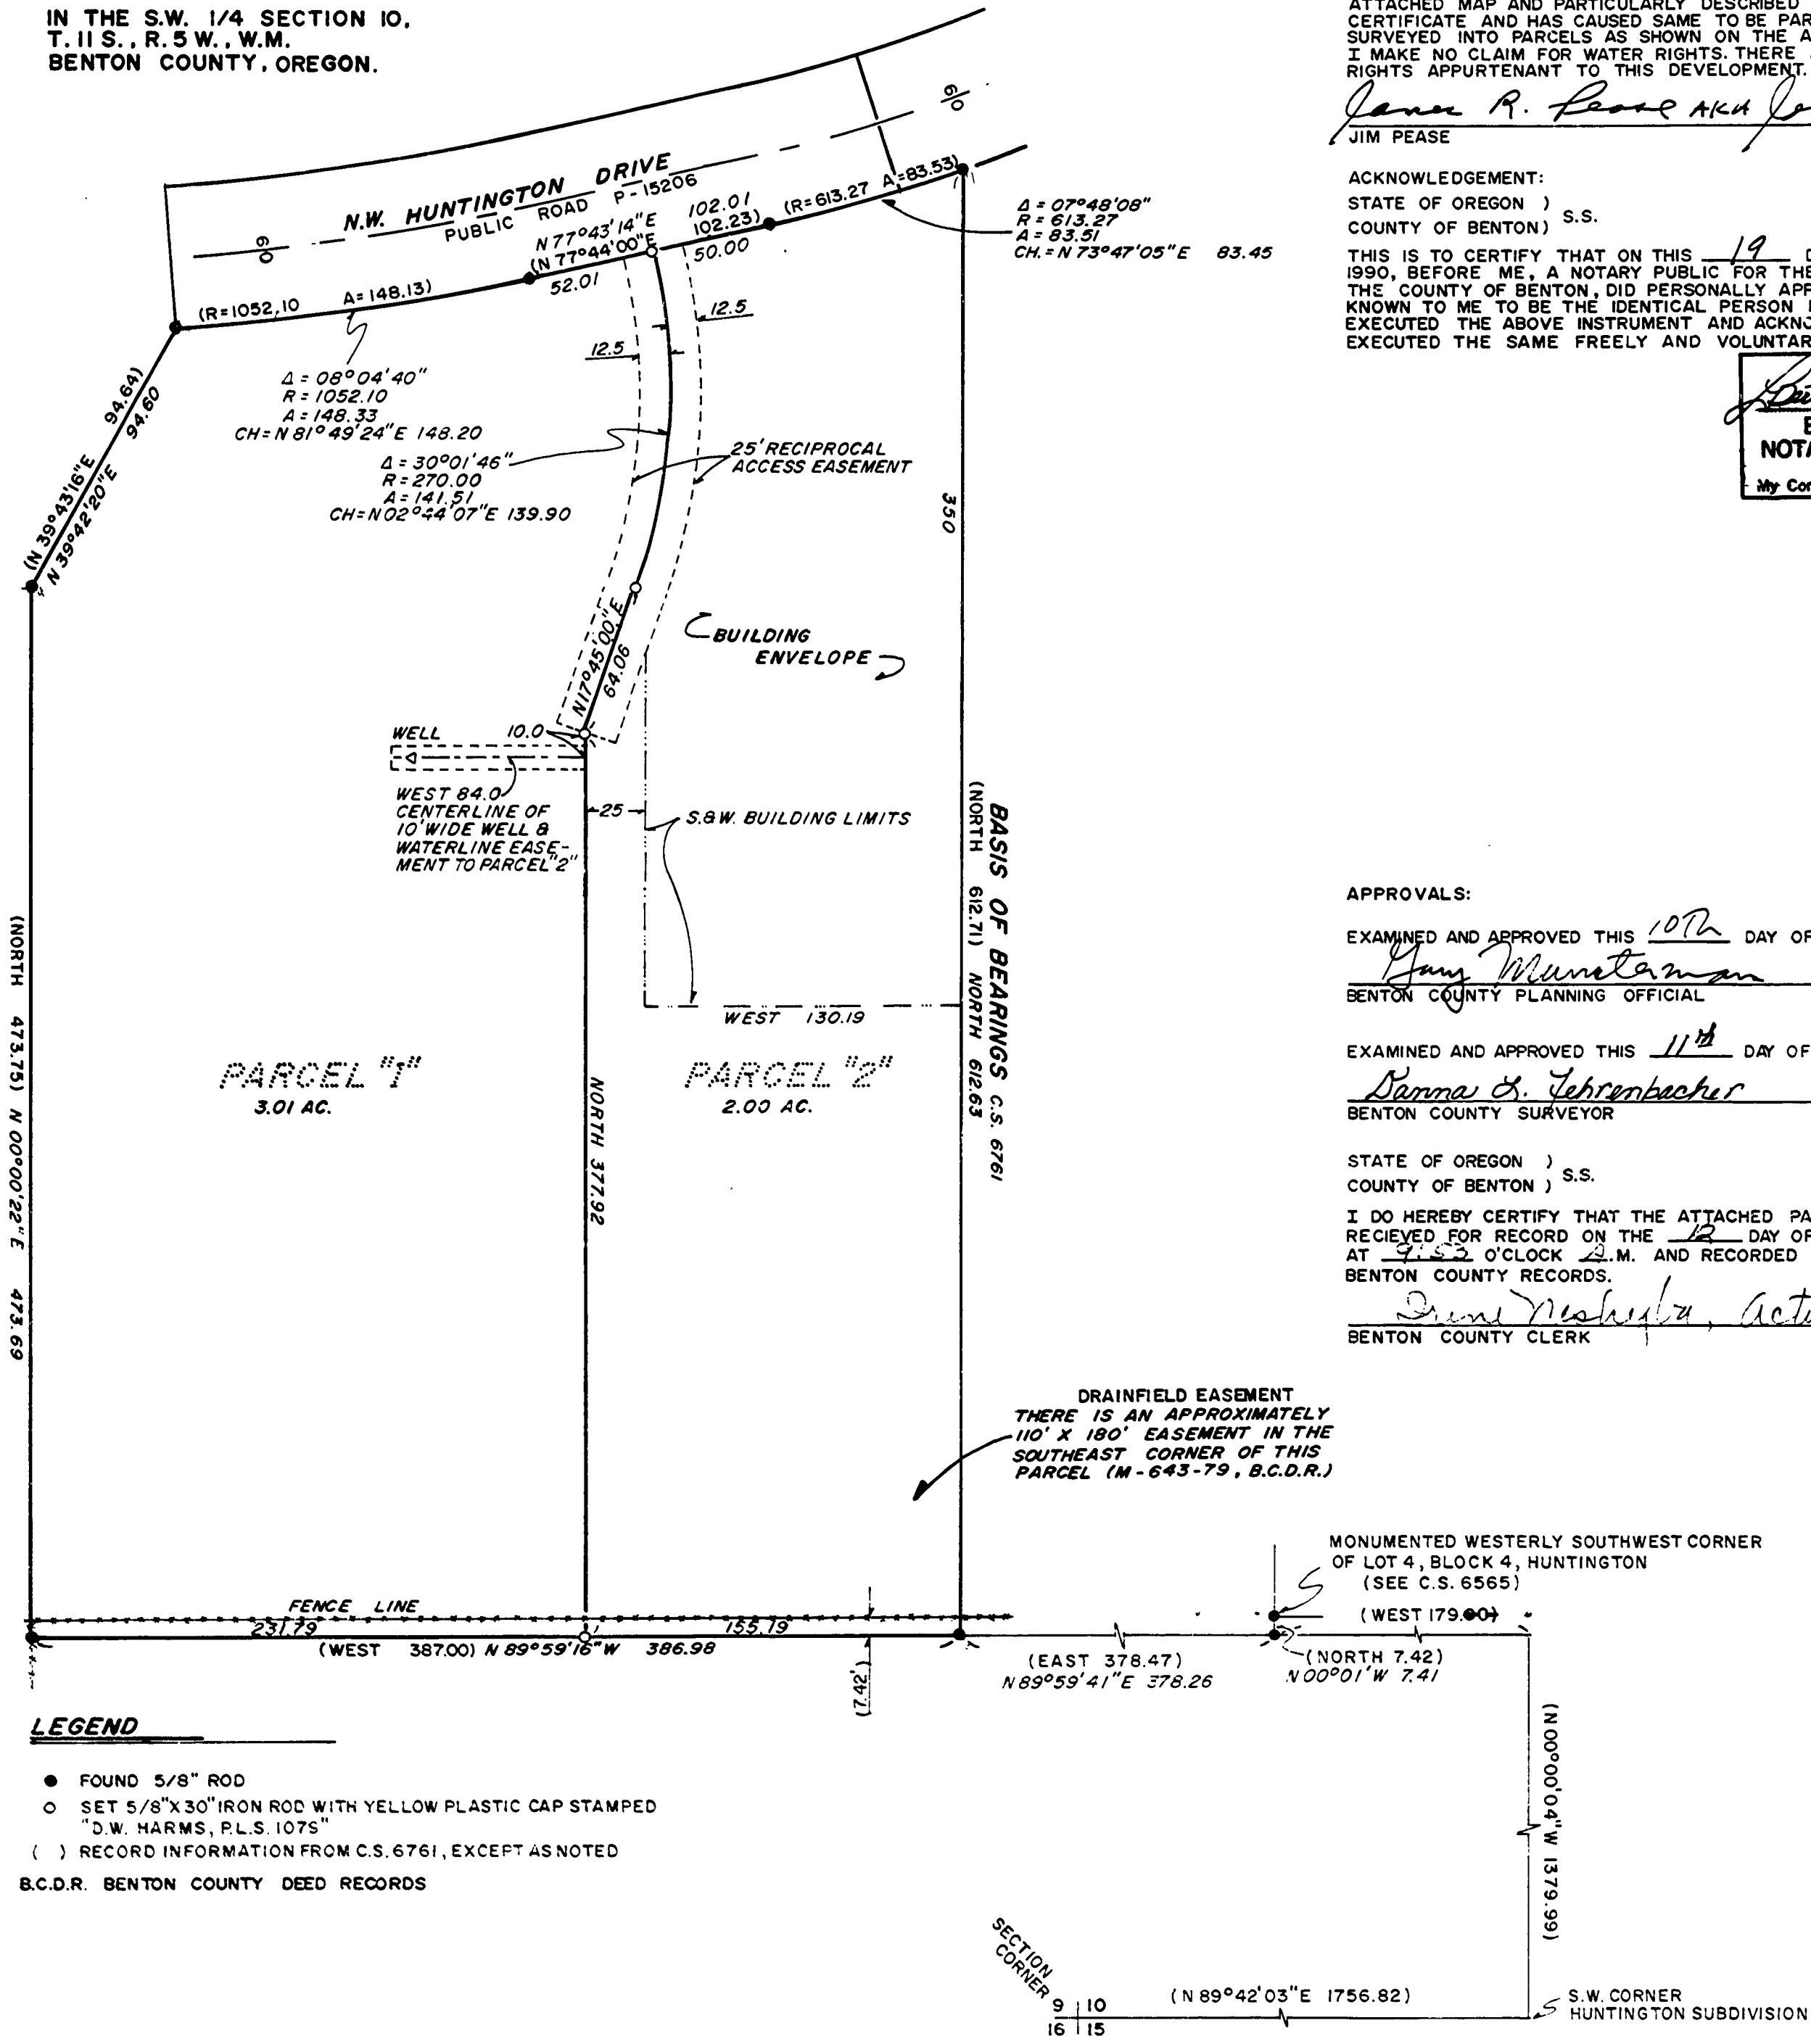 IN THE S.W. 1/4 SECTION 10,
T. 11 S., R. 5 W., W.M.
BENTON COUNTY, OREGON.
N.W. HUNTINGTON DRIVE
PUBLIC ROAD P-15206
60
60
(R=1052.10 A=148.13)
N 77°43'14"E 102.01
(N 77°44'00"E 102.23)
52.01
50.00
(R=613.27 A=83.53)
Δ = 07°48'08"
R = 613.27
A = 83.51
CH.= N 73°47'05"E 83.45
12.5
12.5
Δ = 08°04'40"
R = 1052.10
A = 148.33
CH= N 81°49'24"E 148.20
Δ = 30°01'46"
R = 270.00
A = 141.51
CH= N02°44'07"E 139.90
25' RECIPROCAL
ACCESS EASEMENT
(N 39°43'16"E 94.64)
N 39°42'20"E 94.60
350
BUILDING
ENVELOPE
N17°45'00"E
64.06
WELL 10.0
WEST 84.0
CENTERLINE OF
10' WIDE WELL &
WATERLINE EASE-
MENT TO PARCEL "2"
25
S.&W. BUILDING LIMITS
WEST 130.19
BASIS OF BEARINGS C.S. 6761
(NORTH 612.71) NORTH 612.63
(NORTH 473.75) N 00°00'22"E 473.69
PARCEL "1"
3.01 AC.
NORTH 377.92
PARCEL "2"
2.00 AC.
DRAINFIELD EASEMENT
THERE IS AN APPROXIMATELY
110' X 180' EASEMENT IN THE
SOUTHEAST CORNER OF THIS
PARCEL (M-643-79, B.C.D.R.)
MONUMENTED WESTERLY SOUTHWEST CORNER
OF LOT 4, BLOCK 4, HUNTINGTON
(SEE C.S. 6565)
(WEST 179.00)
FENCE LINE
231.79
155.19
(WEST 387.00) N 89°59'16"W 386.98
(7.42')
(EAST 378.47)
N89°59'41"E 378.26
(NORTH 7.42)
N00°01'W 7.41
(N00°00'04"W 1379.99)
LEGEND
● FOUND 5/8" ROD
○ SET 5/8"X30" IRON ROD WITH YELLOW PLASTIC CAP STAMPED
"D.W. HARMS, P.L.S. 1075"
( ) RECORD INFORMATION FROM C.S. 6761, EXCEPT AS NOTED
B.C.D.R. BENTON COUNTY DEED RECORDS
SECTION
CORNER
9 10
16 15
(N 89°42'03"E 1756.82)
S.W. CORNER
HUNTINGTON SUBDIVISION
ATTACHED MAP AND PARTICULARLY DESCRIBED
CERTIFICATE AND HAS CAUSED SAME TO BE PAR
SURVEYED INTO PARCELS AS SHOWN ON THE A
I MAKE NO CLAIM FOR WATER RIGHTS. THERE
RIGHTS APPURTENANT TO THIS DEVELOPMENT.
James R. Pease AKA
JIM PEASE
ACKNOWLEDGEMENT:
STATE OF OREGON )
COUNTY OF BENTON) S.S.
THIS IS TO CERTIFY THAT ON THIS 19 D
1990, BEFORE ME, A NOTARY PUBLIC FOR THE
THE COUNTY OF BENTON, DID PERSONALLY APP
KNOWN TO ME TO BE THE IDENTICAL PERSON
EXECUTED THE ABOVE INSTRUMENT AND ACKN
EXECUTED THE SAME FREELY AND VOLUNTAR
NOTA
My Con
APPROVALS:
EXAMINED AND APPROVED THIS 10Th DAY OF
Gary Munsterman
BENTON COUNTY PLANNING OFFICIAL
EXAMINED AND APPROVED THIS 11th DAY OF
Danna L. Fehrenbacher
BENTON COUNTY SURVEYOR
STATE OF OREGON )
COUNTY OF BENTON ) S.S.
I DO HEREBY CERTIFY THAT THE ATTACHED PA
RECIEVED FOR RECORD ON THE 12 DAY OF
AT 9:53 O'CLOCK A.M. AND RECORDED
BENTON COUNTY RECORDS.
BENTON COUNTY CLERK